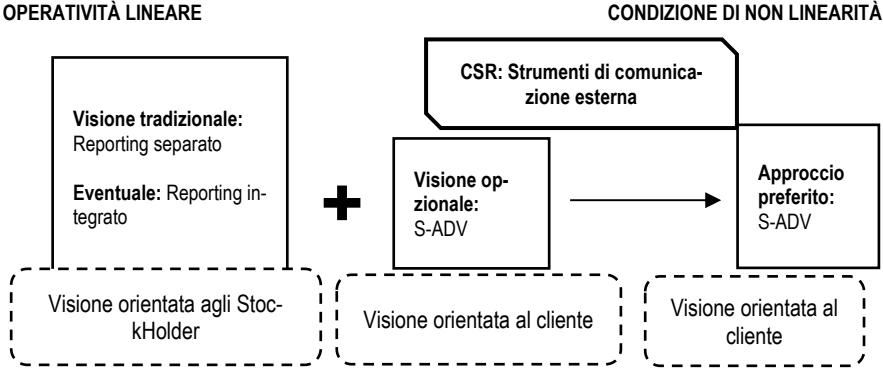 OPERATIVITÀ LINEARE
CONDIZIONE DI NON LINEARITÀ
CSR: Strumenti di comunica-
zione esterna
Visione tradizionale:
Reporting separato
Eventuale: Reporting in-
tegrato
Visione op-
zionale:
S-ADV
Approccio
preferito:
S-ADV
Visione orientata agli Stoc-
kHolder
Visione orientata al cliente
Visione orientata al
cliente